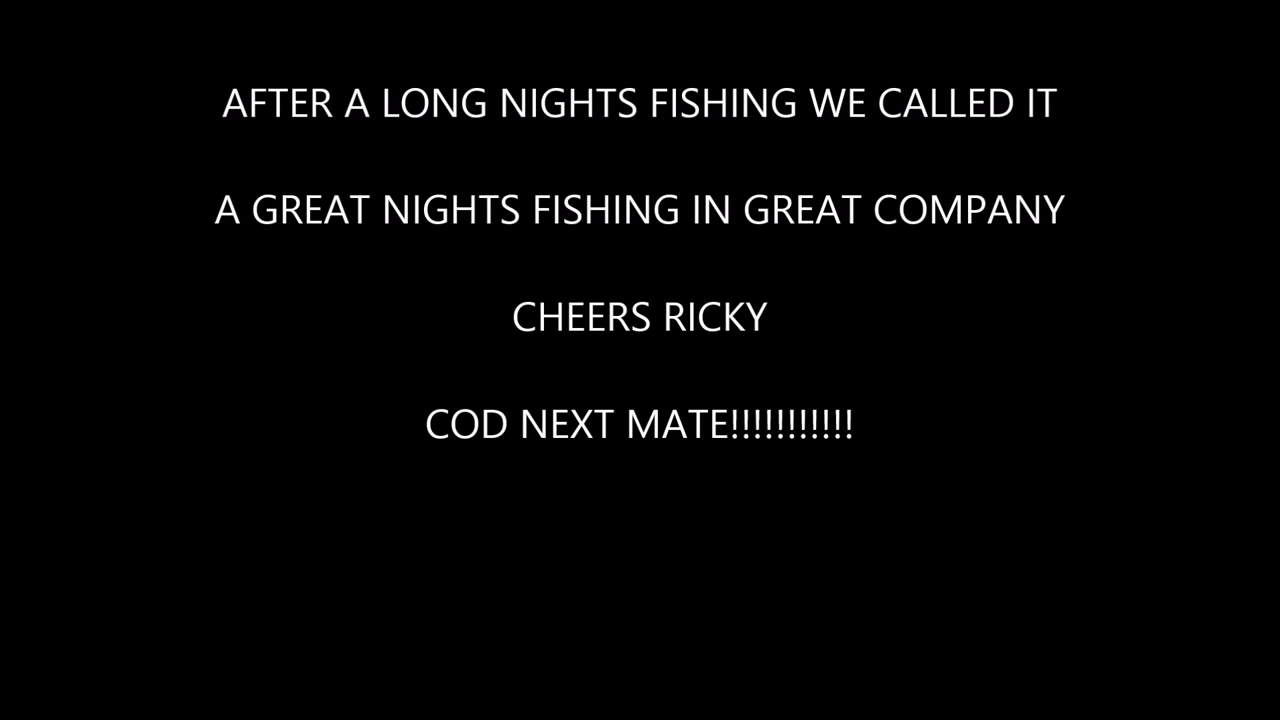 AFTER A LONG NIGHTS FISHING WE CALLED IT
A GREAT NIGHTS FISHING IN GREAT COMPANY
CHEERS RICKY
COD NEXT MATE!!!!!!!!!!!